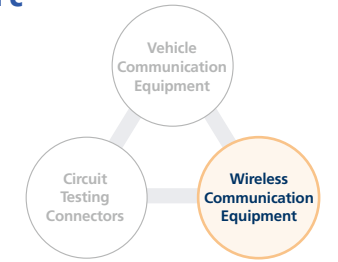 Vehicle
Communication
Equipment
Circuit
Testing
Connectors
Wireless
Communication
Equipment